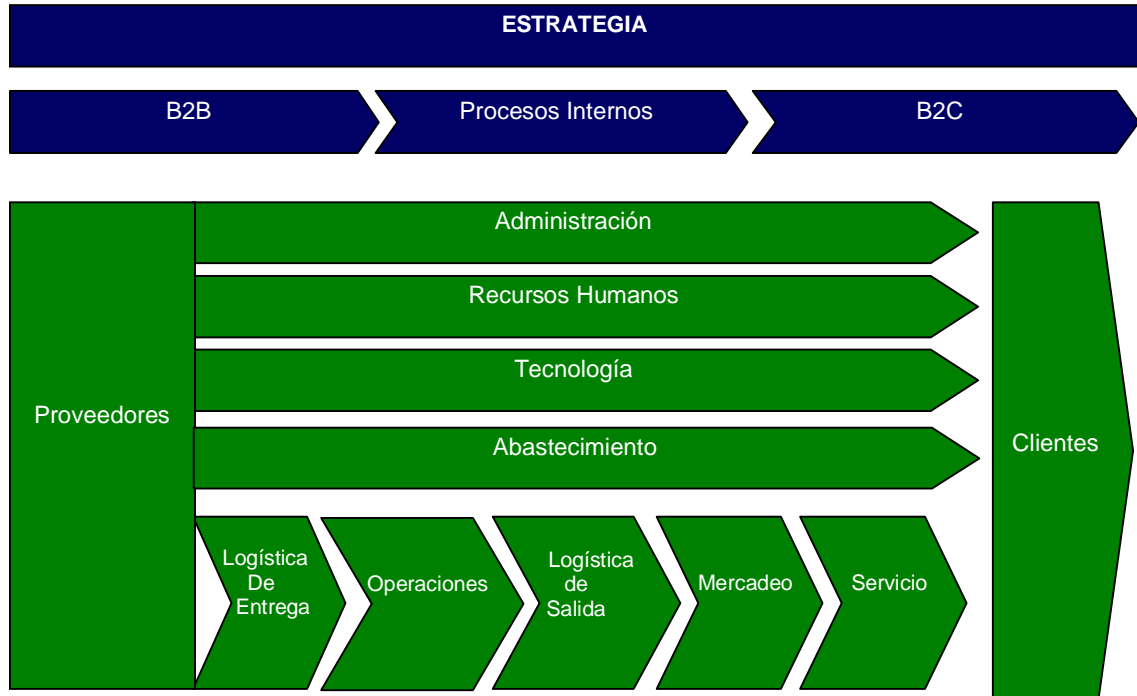 ESTRATEGIA
B2B
Procesos Internos
B2C
Administración
Recursos Humanos
Tecnología
Proveedores
Abastecimiento
Clientes
Logística
De
Entrega
Operaciones
Logística
de
Salida
Mercadeo
Servicio